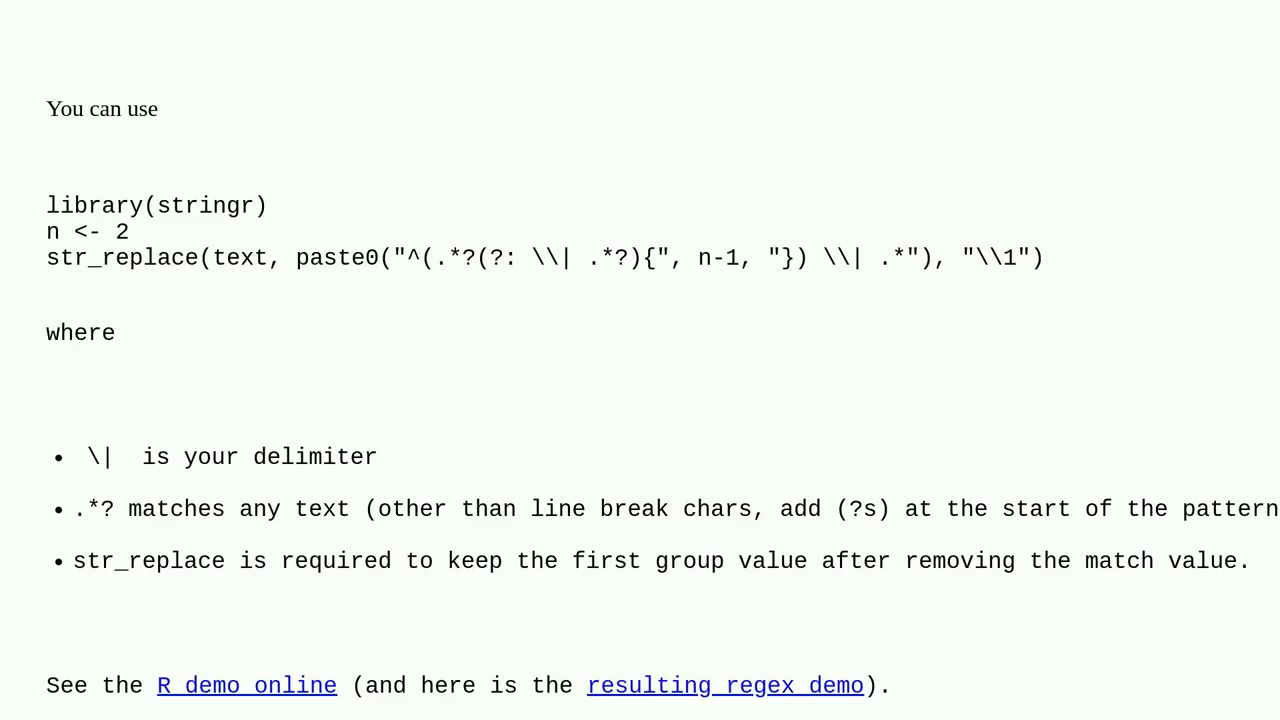 You can use
library(stringr)
n <- 2
str_replace(text, paste0("^(.*?(?: \\| .*?){", n-1, "}) \\| .*"), "\\1")
where
• \|  is your delimiter
• .*? matches any text (other than line break chars, add (?s) at the start of the pattern
• str_replace is required to keep the first group value after removing the match value.
See the R demo online (and here is the resulting regex demo).